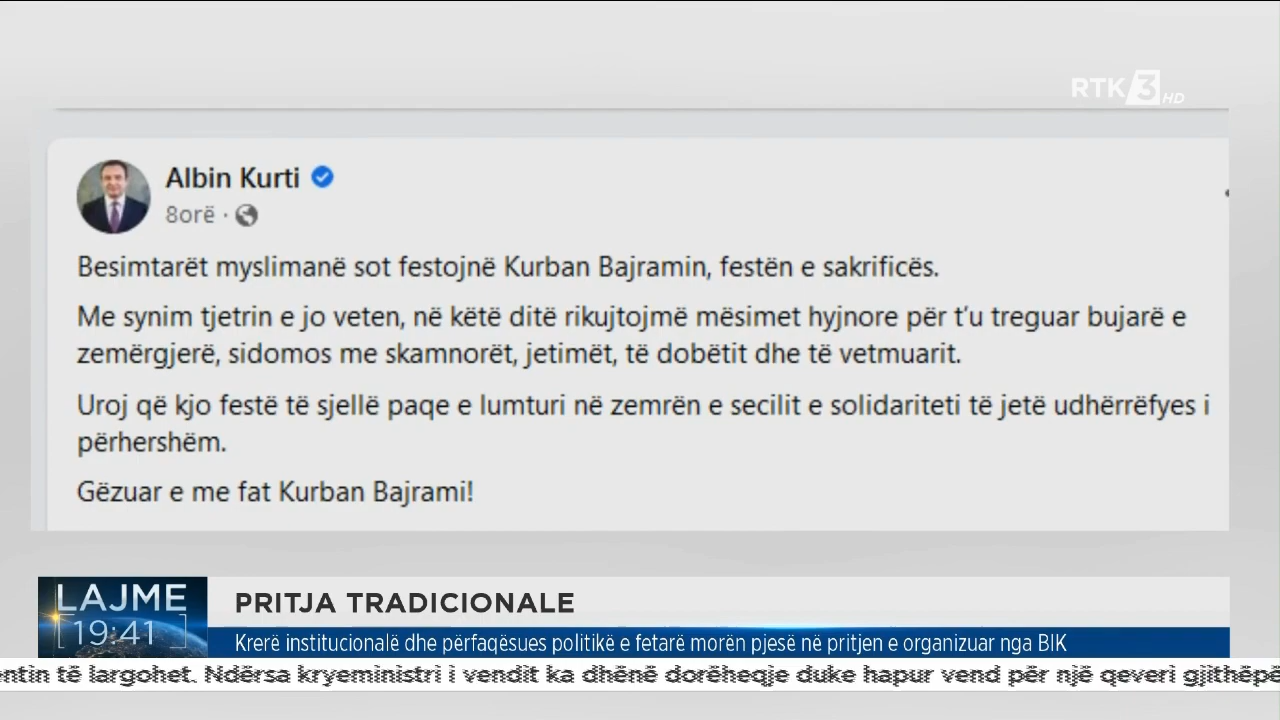 RTK 3 HD
Albin Kurti
8orë ·
Besimtarët myslimanë sot festojnë Kurban Bajramin, festën e sakrificës.
Me synim tjetrin e jo veten, në këtë ditë rikujtojmë mësimet hyjnore për t'u treguar bujarë e
zemërgjerë, sidomos me skamnorët, jetimët, të dobëtit dhe të vetmuarit.
Uroj që kjo festë të sjellë paqe e lumturi në zemrën e secilit e solidariteti të jetë udhërrëfyes i
përhershëm.
Gëzuar e me fat Kurban Bajrami!
LAJME
19:41
PRITJA TRADICIONALE
Krerë institucionalë dhe përfaqësues politikë e fetarë morën pjesë në pritjen e organizuar nga BIK
të largohet. Ndërsa kryeministri i vendit ka dhënë dorëheqje duke hapur vend për një qeveri